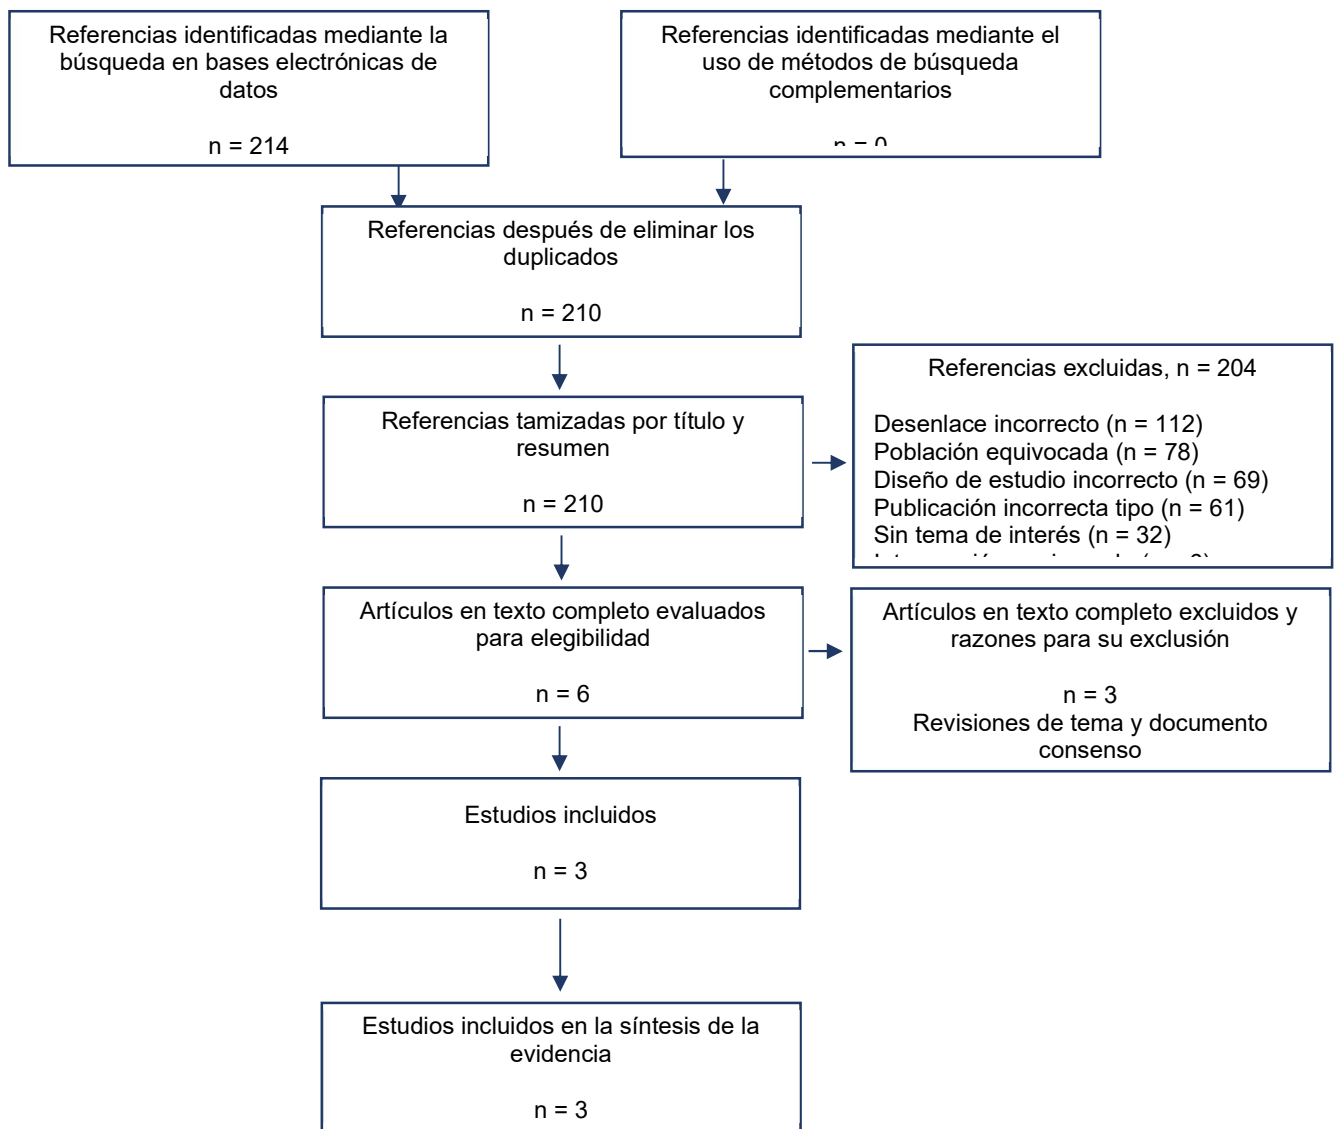 Referencias identificadas mediante la
búsqueda en bases electrónicas de
datos
n = 214
Referencias identificadas mediante el
uso de métodos de búsqueda
complementarios
n = 0
Referencias después de eliminar los
duplicados
n = 210
Referencias tamizadas por título y
resumen
n = 210
Referencias excluidas, n = 204
Desenlace incorrecto (n = 112)
Población equivocada (n = 78)
Diseño de estudio incorrecto (n = 69)
Publicación incorrecta tipo (n = 61)
Sin tema de interés (n = 32)
Artículos en texto completo evaluados
para elegibilidad
n = 6
Artículos en texto completo excluidos y
razones para su exclusión
n = 3
Revisiones de tema y documento
consenso
Estudios incluidos
n = 3
Estudios incluidos en la síntesis de la
evidencia
n = 3